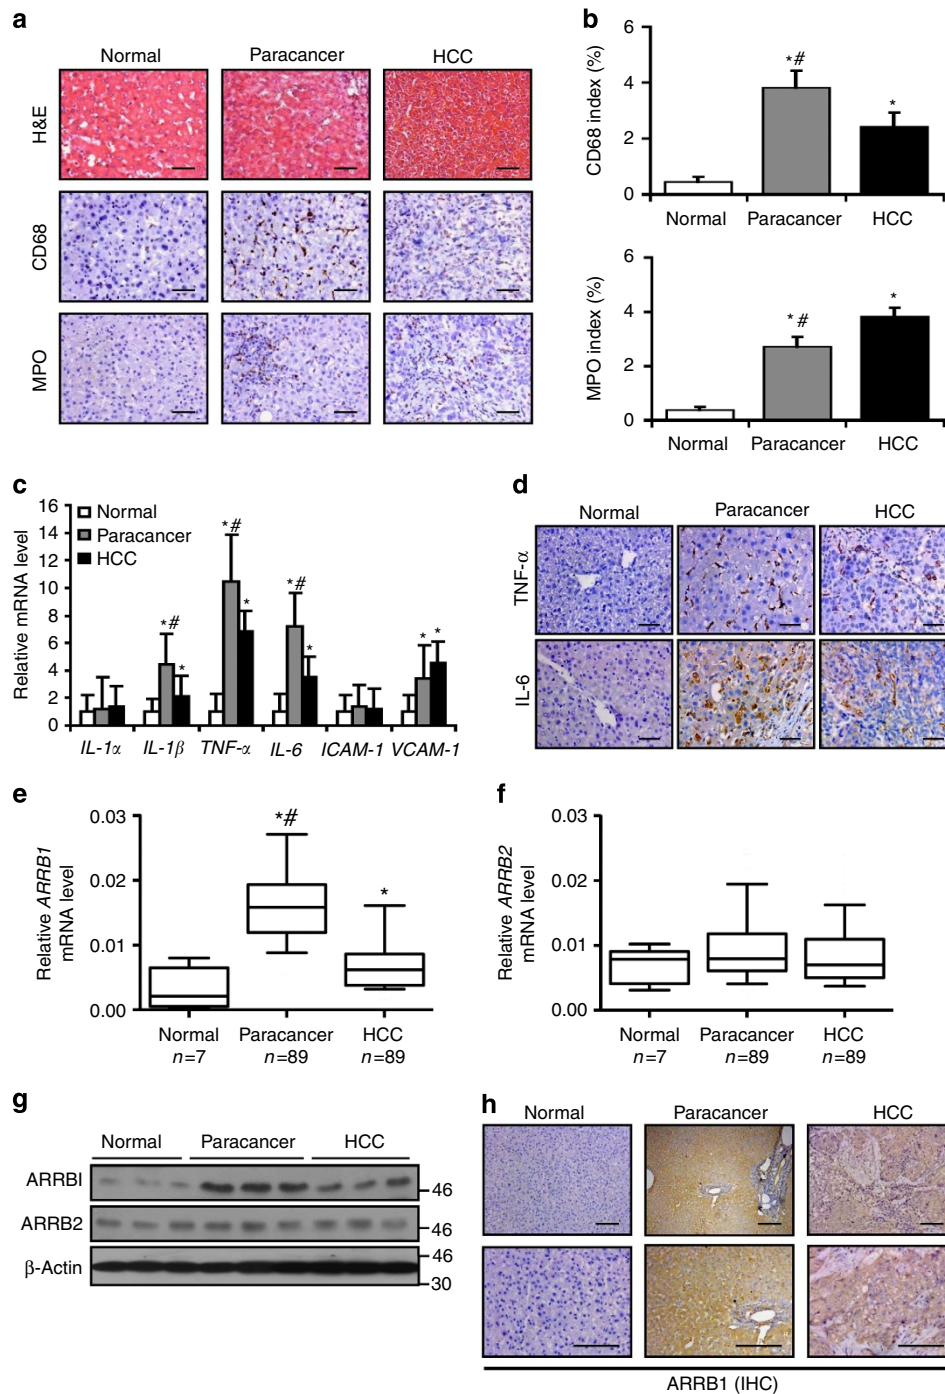 a
Normal Paracancer HCC
H&E
CD68
MPO
b
CD68 index (%)
6
4
2
0
*#
*
Normal Paracancer HCC
MPO index (%)
6
4
2
0
*#
*
Normal Paracancer HCC
c
Relative mRNA level
16
14
12
10
8
6
4
2
0
Normal
Paracancer
HCC
*# * *# * *# * * *
IL-1α IL-1β TNF-α IL-6 ICAM-1 VCAM-1
d
Normal Paracancer HCC
TNF-α
IL-6
e
Relative ARRB1
mRNA level
0.03
0.02
0.01
0.00
*#
*
Normal Paracancer HCC
n=7 n=89 n=89
f
Relative ARRB2
mRNA level
0.03
0.02
0.01
0.00
Normal Paracancer HCC
n=7 n=89 n=89
g
Normal Paracancer HCC
ARRBI 46
ARRB2 46
β-Actin 46
30
h
Normal Paracancer HCC
ARRB1 (IHC)